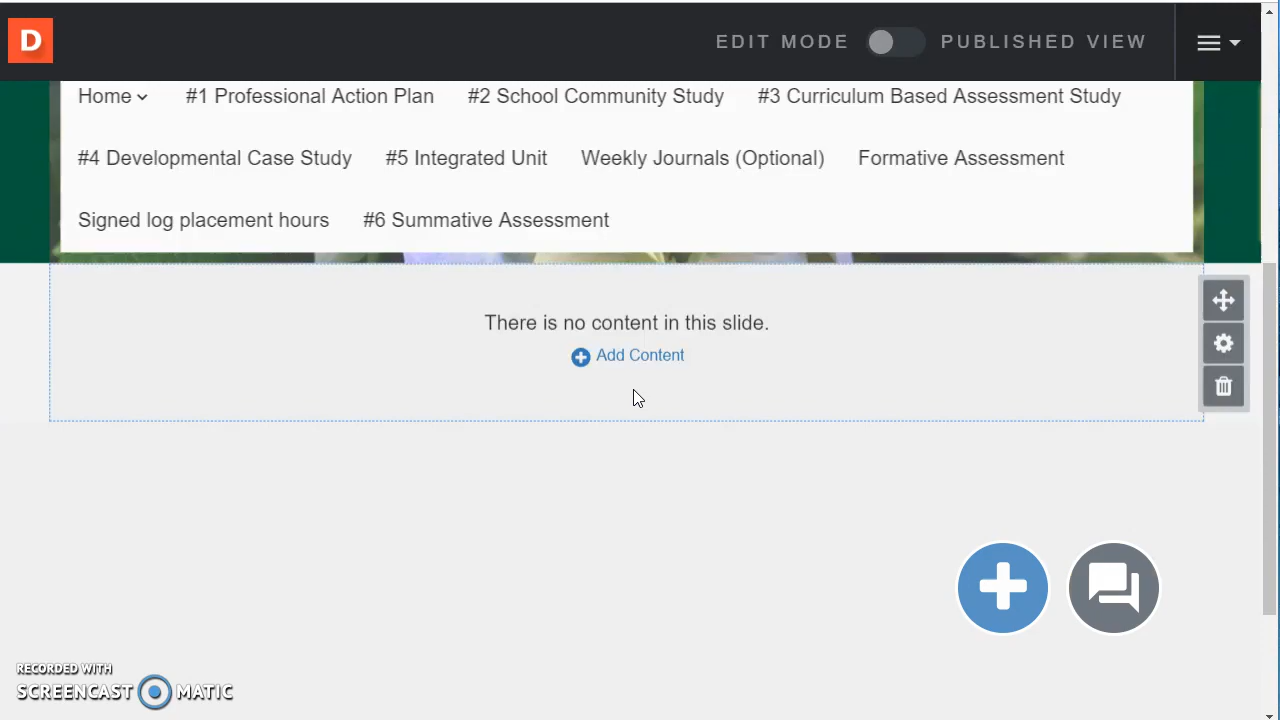 D
EDIT MODE PUBLISHED VIEW
Home #1 Professional Action Plan #2 School Community Study #3 Curriculum Based Assessment Study
#4 Developmental Case Study #5 Integrated Unit Weekly Journals (Optional) Formative Assessment
Signed log placement hours #6 Summative Assessment
There is no content in this slide.
Add Content
RECORDED WITH
SCREENCAST MATIC